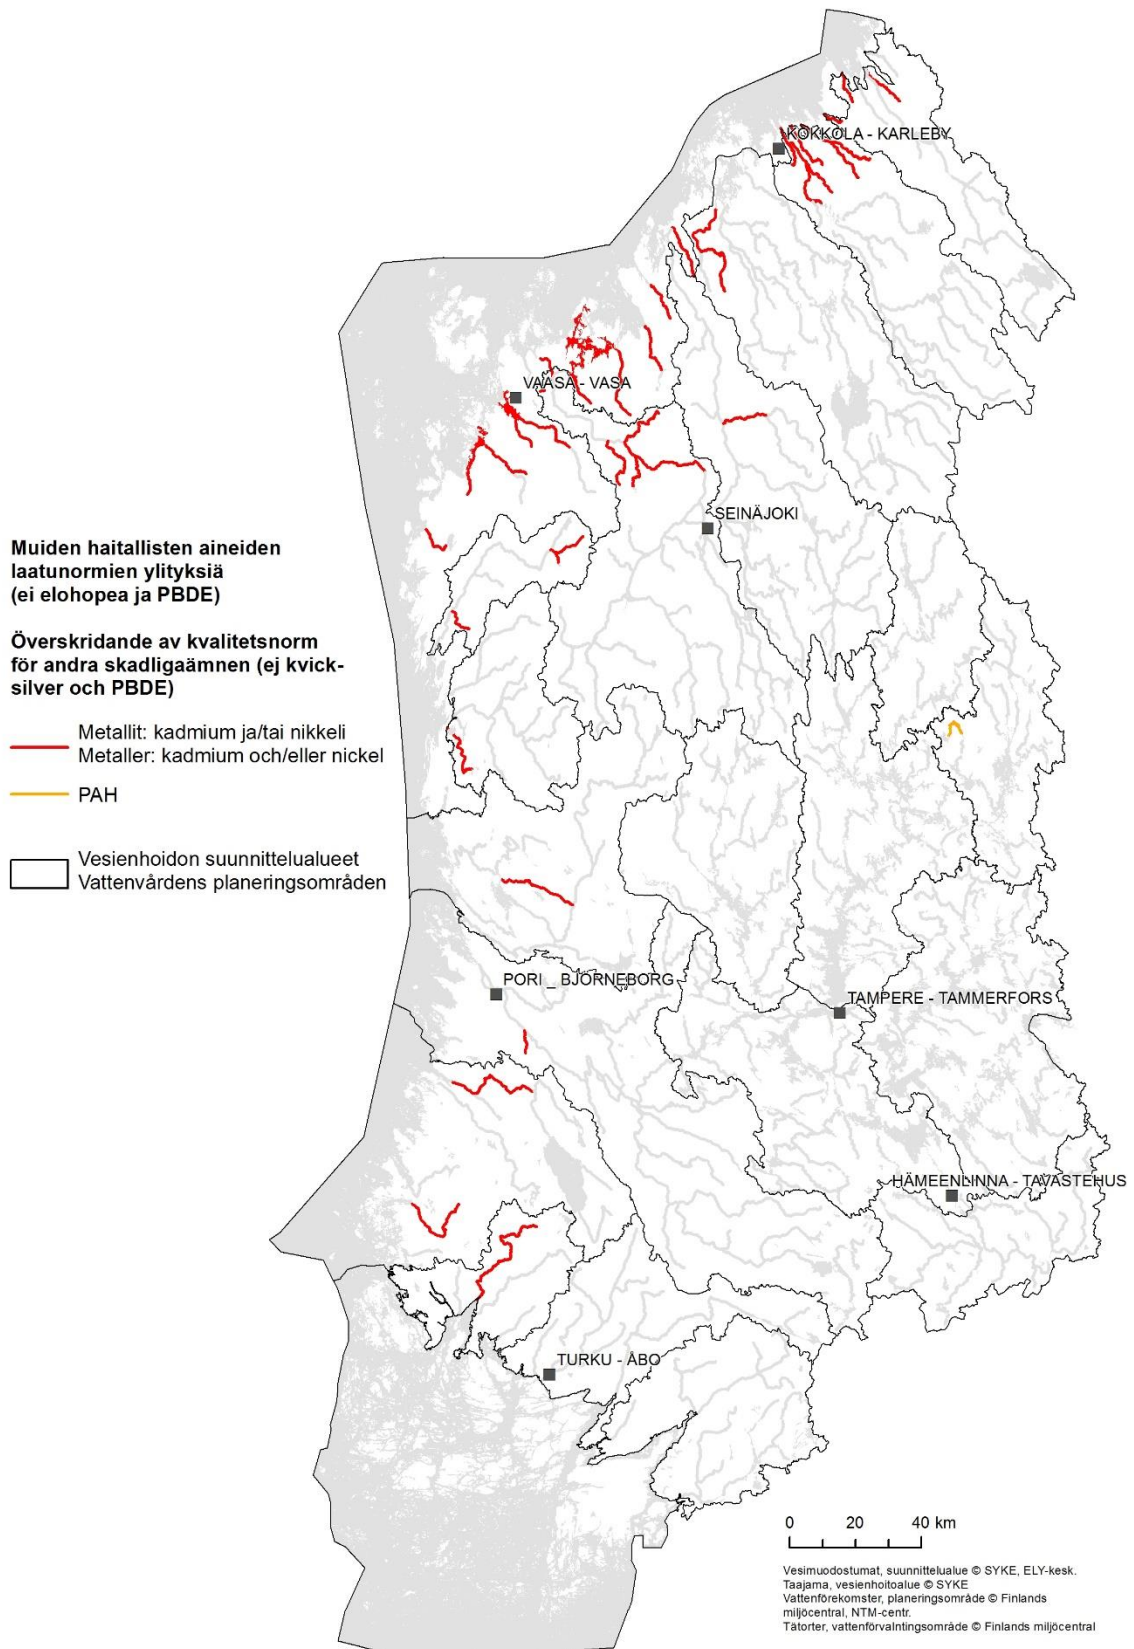 KOKKOLA - KARLEBY
VAASA - VASA
SEINÄJOKI
Muiden haitallisten aineiden
laatunormien ylityksiä
(ei elohopea ja PBDE)
Överskridande av kvalitetsnorm
för andra skadligaämnen (ej kvick-
silver och PBDE)
Metallit: kadmium ja/tai nikkeli
Metaller: kadmium och/eller nickel
PAH
Vesienhoidon suunnittelualueet
Vattenvårdens planeringsområden
PORI _ BJÖRNEBORG
TAMPERE - TAMMERFORS
HÄMEENLINNA - TAVASTEHUS
TURKU - ÅBO
0 20 40 km
Vesimuodostumat, suunnittelualue © SYKE, ELY-kesk.
Taajama, vesienhoitoalue © SYKE
Vattenförekomster, planeringsområde © Finlands
miljöcentral, NTM-centr.
Tätorter, vattenförvalntingsområde © Finlands miljöcentral